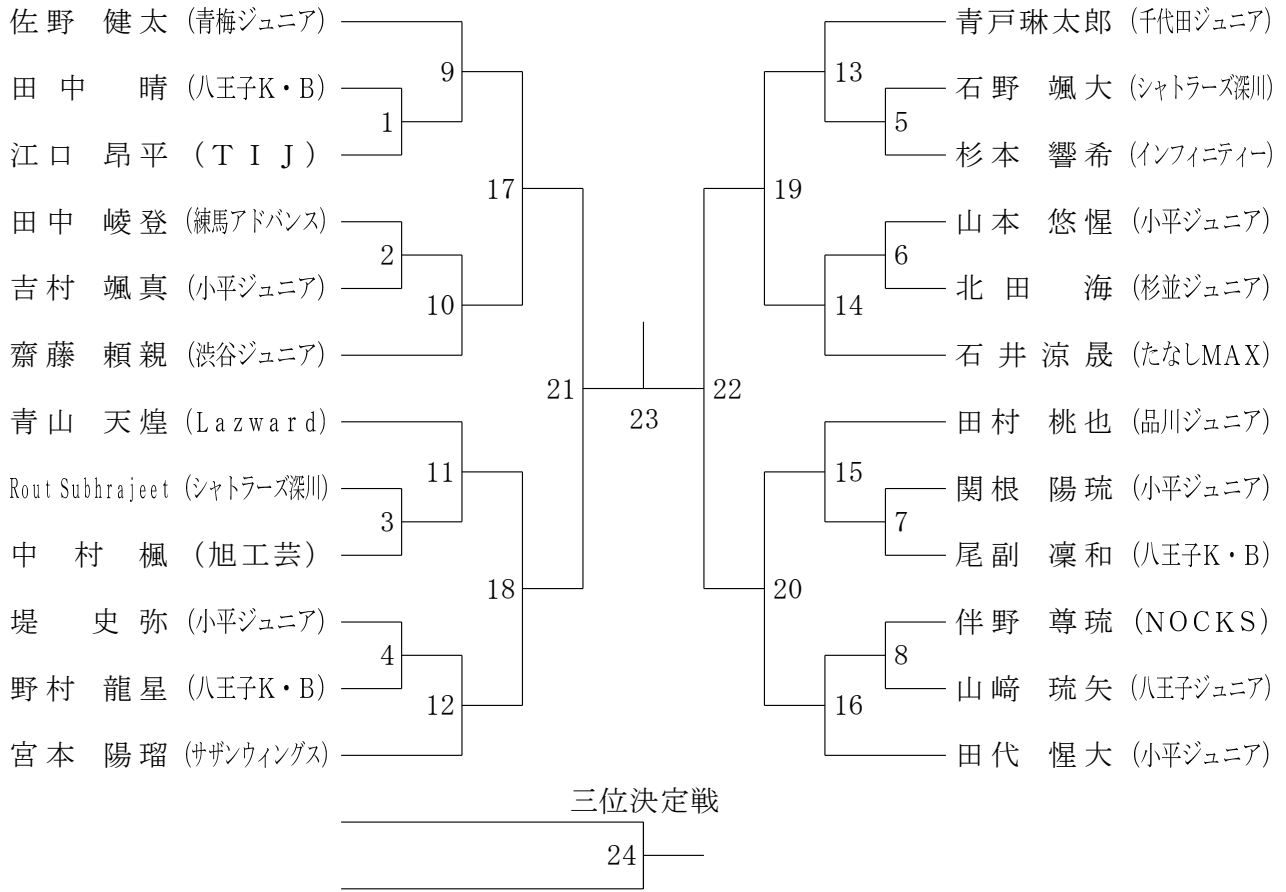 佐野 健太 (青梅ジュニア)
9
田中 晴 (八王子K・B)
1
江口 昂平 (TIJ)
17
田中 崚登 (練馬アドバンス)
2
吉村 颯真 (小平ジュニア)
10
齋藤 頼親 (渋谷ジュニア)
21
青山 天煌 (Lazward)
11
Rout Subhrajeet (シャトラーズ深川)
3
中村 楓 (旭工芸)
18
堤 史弥 (小平ジュニア)
4
野村 龍星 (八王子K・B)
12
宮本 陽瑠 (サザンウィングス)
23
青戸琳太郎 (千代田ジュニア)
13
石野 颯大 (シャトラーズ深川)
5
杉本 響希 (インフィニティー)
19
山本 悠惺 (小平ジュニア)
6
北田 海 (杉並ジュニア)
14
石井涼晟 (たなしMAX)
22
田村 桃也 (品川ジュニア)
15
関根 陽琉 (小平ジュニア)
7
尾副 凜和 (八王子K・B)
20
伴野 尊琉 (NOCKS)
8
山﨑 琉矢 (八王子ジュニア)
16
田代 惺大 (小平ジュニア)
三位決定戦
24